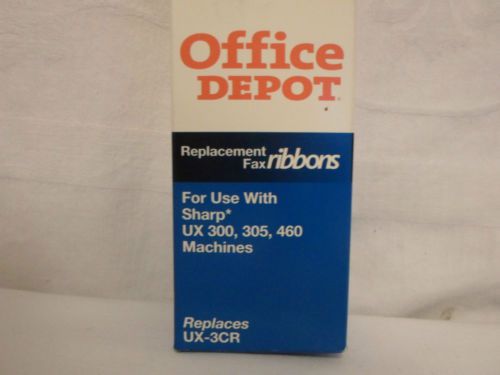 Office
DEPOT.
Replacement
Fax ribbons
For Use With
Sharp*
UX 300, 305, 460
Machines
Replaces
UX-3CR